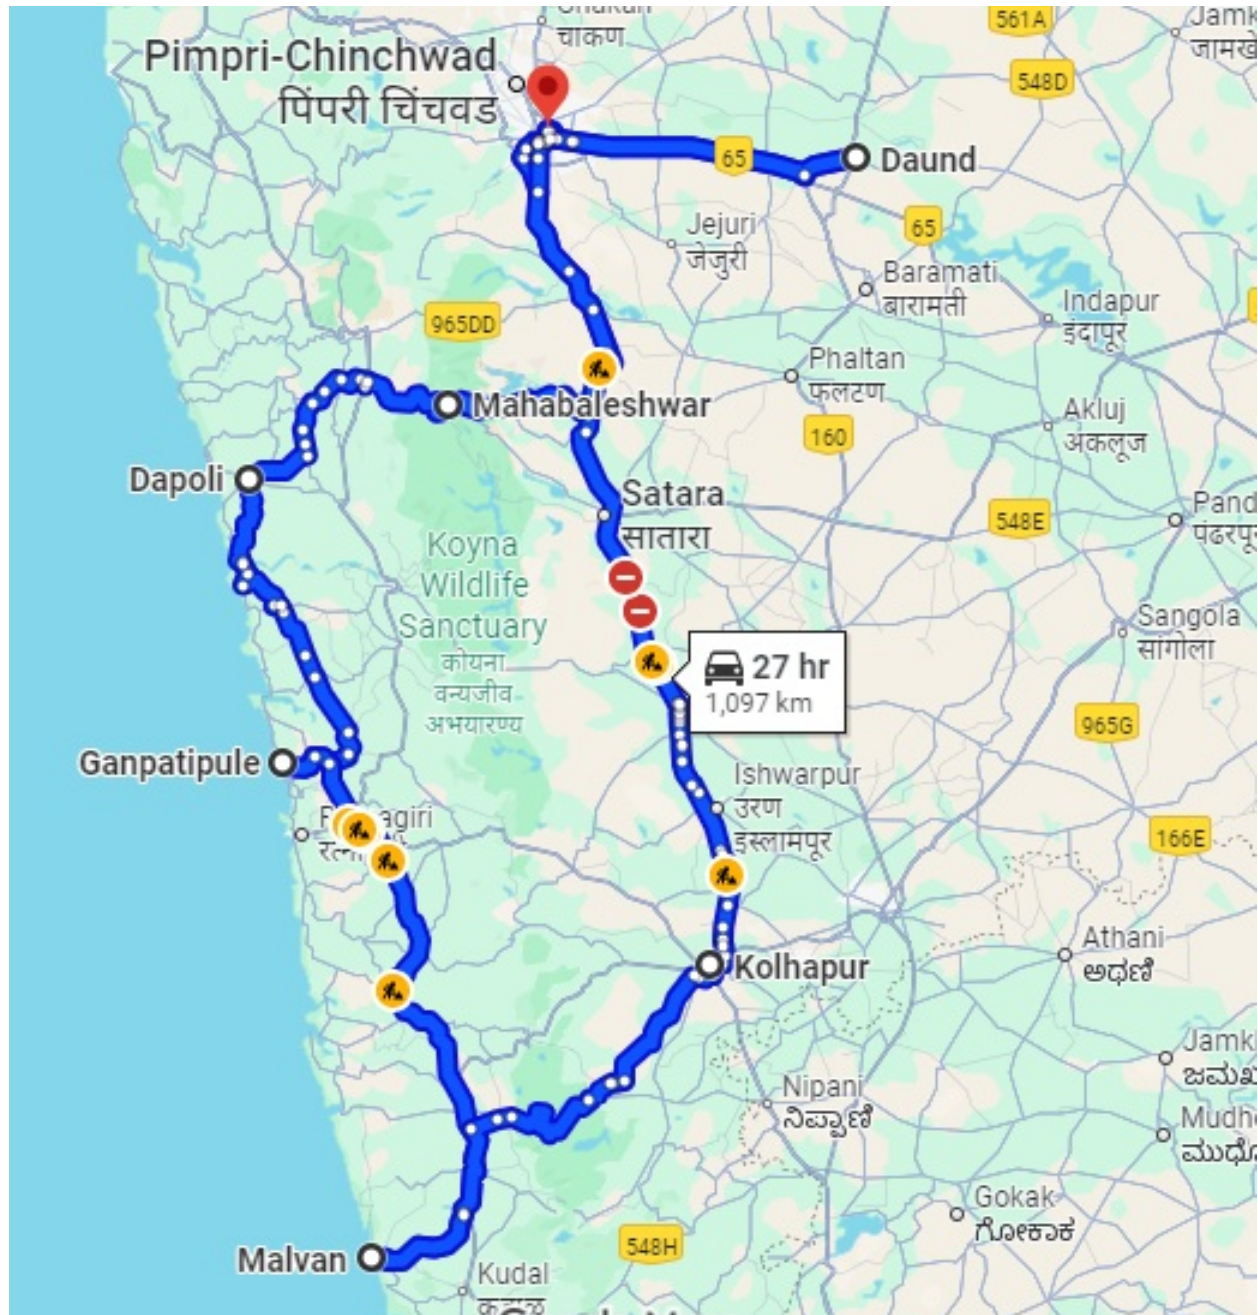 Chakan
चाकण
561A
Pimpri-Chinchwad
पिंपरी चिंचवड
548D
65
Daund
Jejuri
जेजुरी
65
Baramati
बारामती
Indapur
इंदापूर
965DD
Phaltan
फलटण
Mahabaleshwar
Akluj
अकलूज
160
Dapoli
Satara
सातारा
548E
Koyna
Wildlife
Sanctuary
कोयना
वन्यजीव
अभयारण्य
Sangola
सांगोला
27 hr
1,097 km
965G
Ganpatipule
Ishwarpur
उरण
इस्लामपूर
166E
Athani
ಅಥಣಿ
Kolhapur
Nipani
ನಿಪ್ಪಾಣಿ
Gokak
ಗೋಕಾಕ
548H
Malvan
Kudal